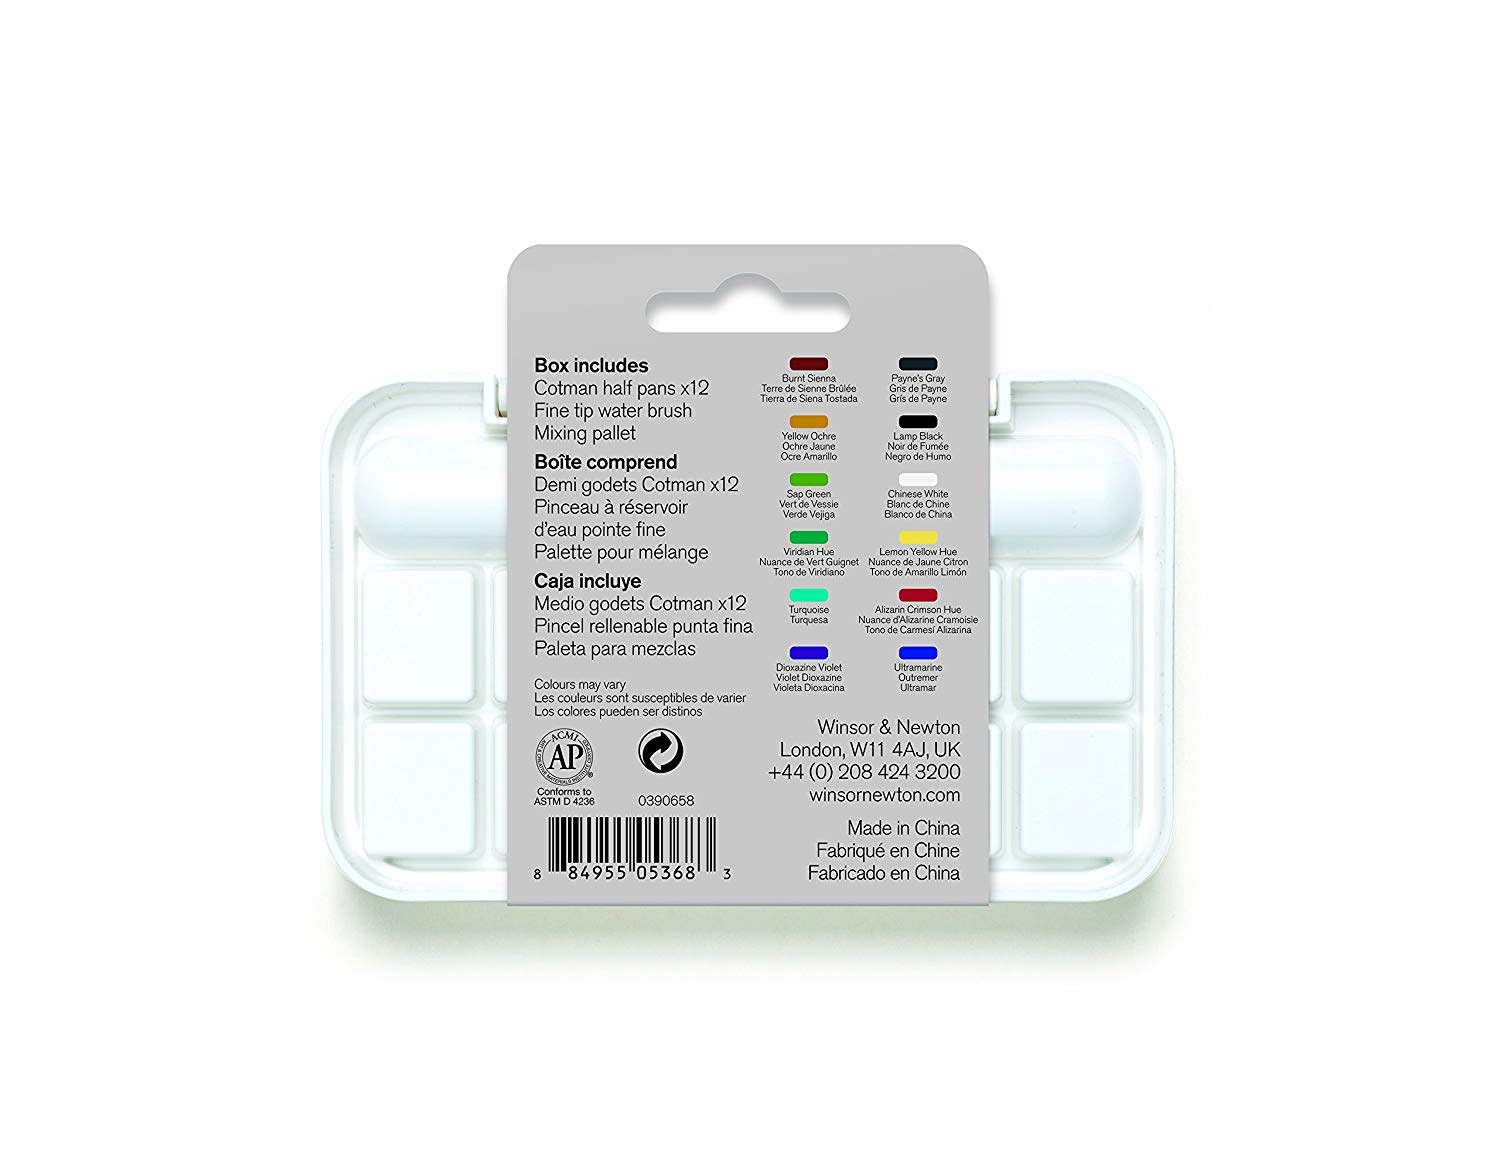 Box includes
Cotman half pans x12
Fine tip water brush
Mixing pallet
Boîte comprend
Demi godets Cotman x12
Pinceau à réservoir
d'eau pointe fine
Palette pour mélange
Caja incluye
Medio godets Cotman x12
Pincel rellenable punta fina
Paleta para mezclas
Colours may vary
Les couleurs sont susceptibles de varier
Los colores pueden ser distinos
Burnt Sienna
Terre de Sienne Brûlée
Tierra de Siena Tostada
Yellow Ochre
Ochre Jaune
Ocre Amarillo
Sap Green
Vert de Vessie
Verde Vejiga
Viridian Hue
Nuance de Vert Guignet
Tono de Viridiano
Turquoise
Turquesa
Dioxazine Violet
Violet Dioxazine
Violeta Dioxacina
Payne's Gray
Gris de Payne
Grís de Payne
Lamp Black
Noir de Fumée
Negro de Humo
Chinese White
Blanc de Chine
Blanco de China
Lemon Yellow Hue
Nuance de Jaune Citron
Tono de Amarillo Limón
Alizarin Crimson Hue
Nuance d'Alizarine Cramoisie
Tono de Carmesí Alizarina
Ultramarine
Outremer
Ultramar
ACMI
AP
ART & CREATIVE MATERIALS INSTITUTE CERTIFIED
®
Conforms to
ASTM D 4236
0390658
8 84955 05368 3
Winsor & Newton
London, W11 4AJ, UK
+44 (0) 208 424 3200
winsornewton.com
Made in China
Fabriqué en Chine
Fabricado en China